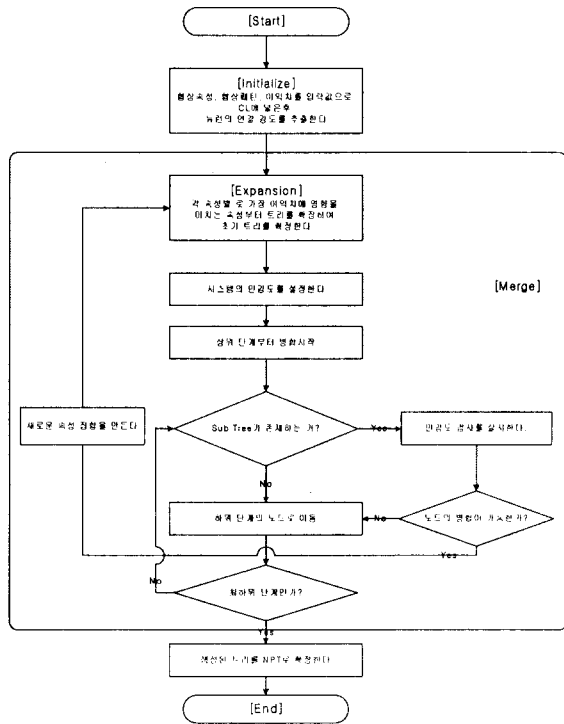 [Start]
[Initialize]
협상속성, 협상패턴, 이익치를 입력값으로
CL에 넣은후
뉴런의 연결 강도를 추출한다
[Expansion]
각 속성별로 가장 이익치에 영향을
미치는 속성부터 트리를 확장하여
초기 트리를 확정한다
시스템의 민감도를 설정한다
[Merge]
상위 단계부터 병합시작
새로운 속성 집합을 만든다
Sub Tree가 존재하는 가?
Yes
민감도 검사를 실시한다.
No
하위 단계의 노드로 이동
No
노드의 병합이 가능한가?
Yes
No
최하위 단계인가?
Yes
생성된 트리를 NPT로 확정한다
[End]